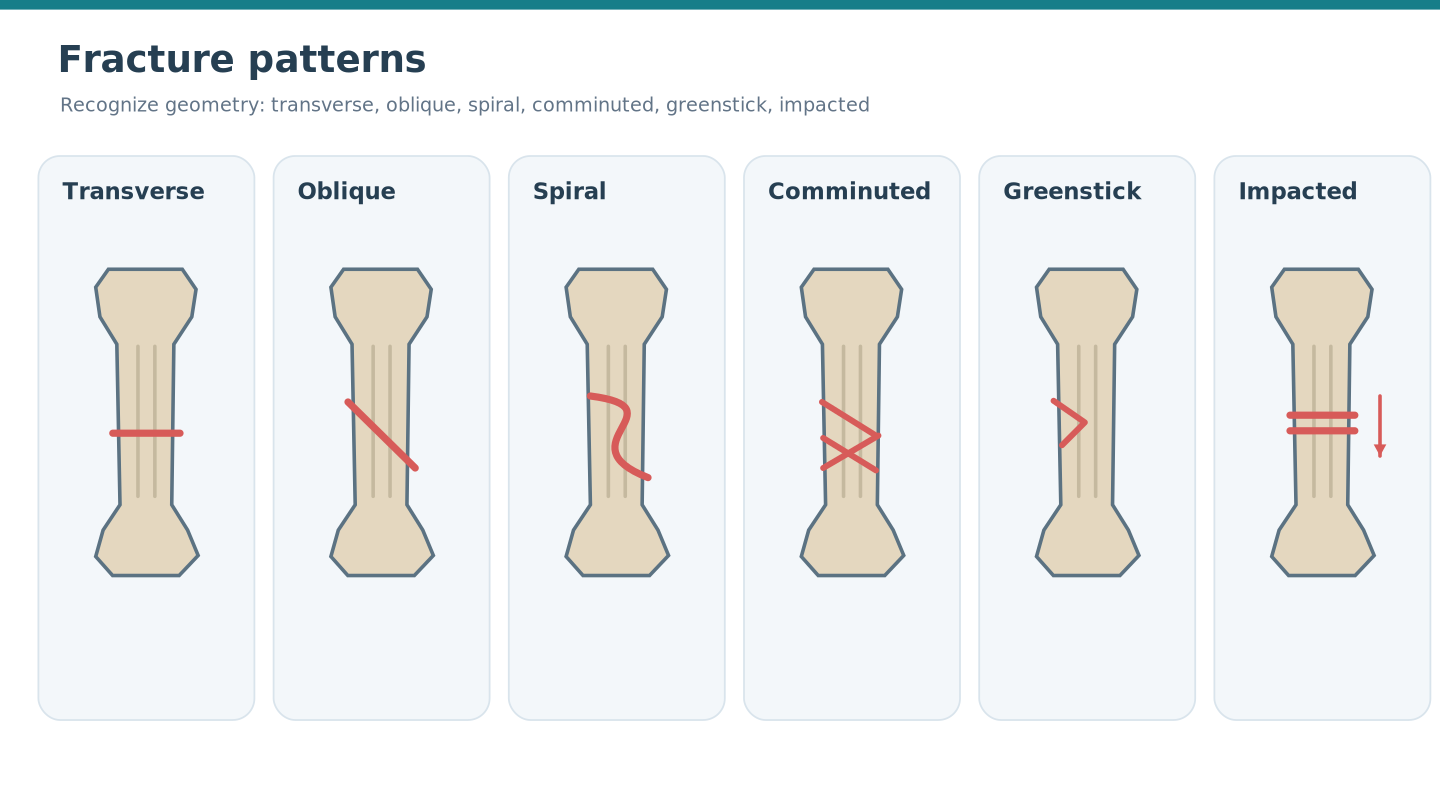 Fracture patterns
Recognize geometry: transverse, oblique, spiral, comminuted, greenstick, impacted
Transverse
Oblique
Spiral
Comminuted
Greenstick
Impacted